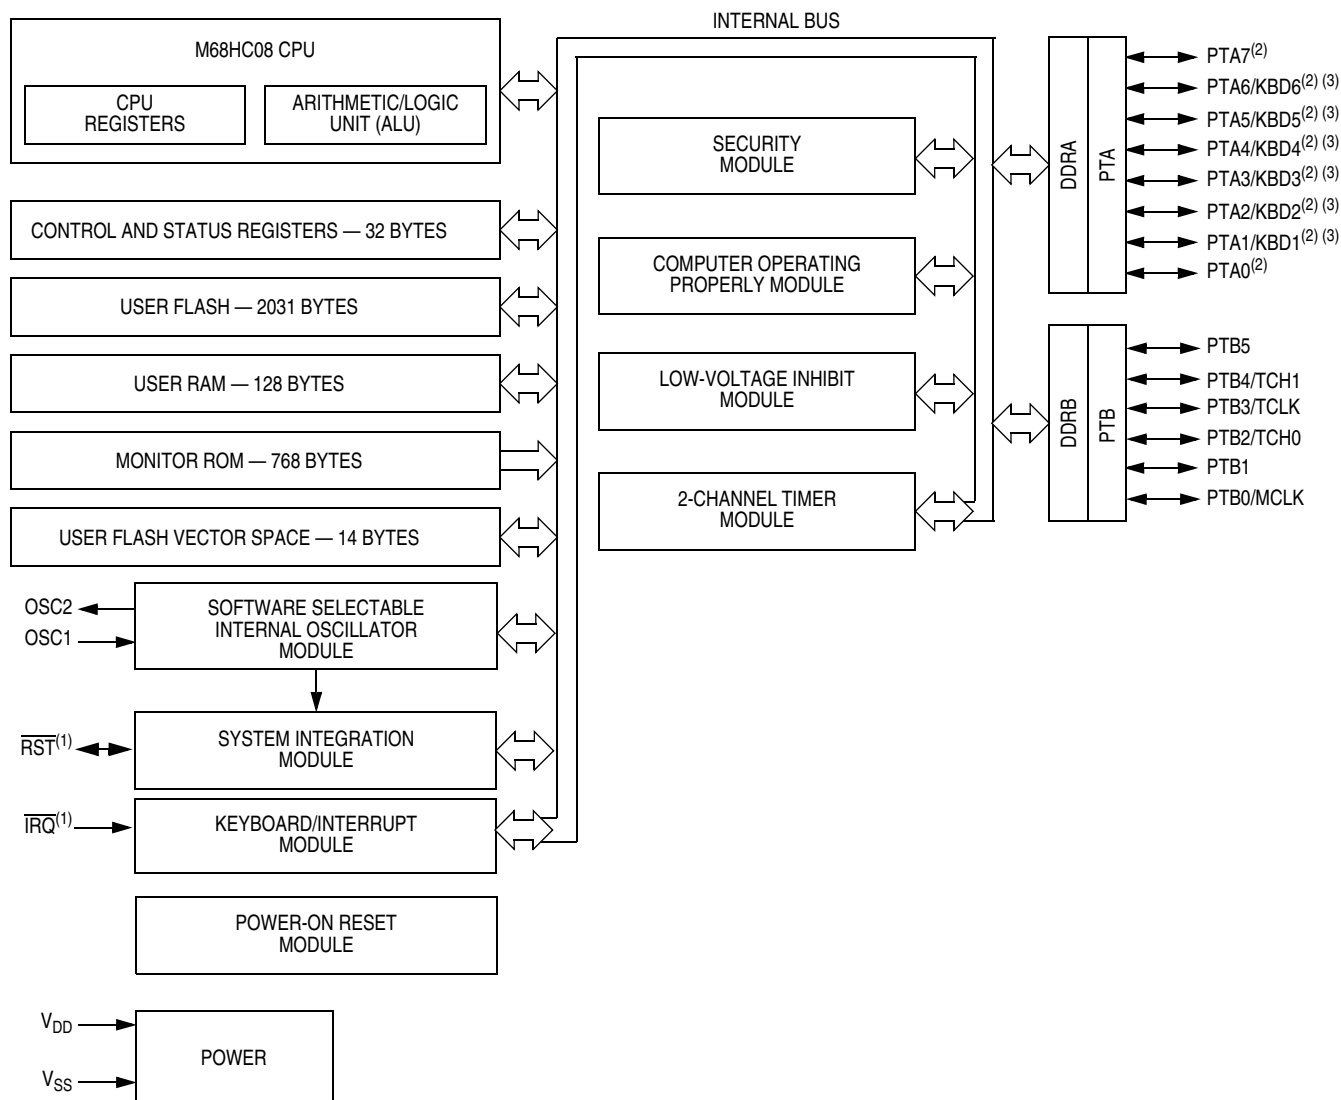 INTERNAL BUS
M68HC08 CPU
CPU
REGISTERS
ARITHMETIC/LOGIC
UNIT (ALU)
CONTROL AND STATUS REGISTERS — 32 BYTES
USER FLASH — 2031 BYTES
USER RAM — 128 BYTES
MONITOR ROM — 768 BYTES
USER FLASH VECTOR SPACE — 14 BYTES
OSC2
OSC1
SOFTWARE SELECTABLE
INTERNAL OSCILLATOR
MODULE
RST(1)
SYSTEM INTEGRATION
MODULE
IRQ(1)
KEYBOARD/INTERRUPT
MODULE
POWER-ON RESET
MODULE
VDD
VSS
POWER
SECURITY
MODULE
COMPUTER OPERATING
PROPERLY MODULE
LOW-VOLTAGE INHIBIT
MODULE
2-CHANNEL TIMER
MODULE
DDRA
PTA
PTA7(2)
PTA6/KBD6(2) (3)
PTA5/KBD5(2) (3)
PTA4/KBD4(2) (3)
PTA3/KBD3(2) (3)
PTA2/KBD2(2) (3)
PTA1/KBD1(2) (3)
PTA0(2)
DDRB
PTB
PTB5
PTB4/TCH1
PTB3/TCLK
PTB2/TCH0
PTB1
PTB0/MCLK